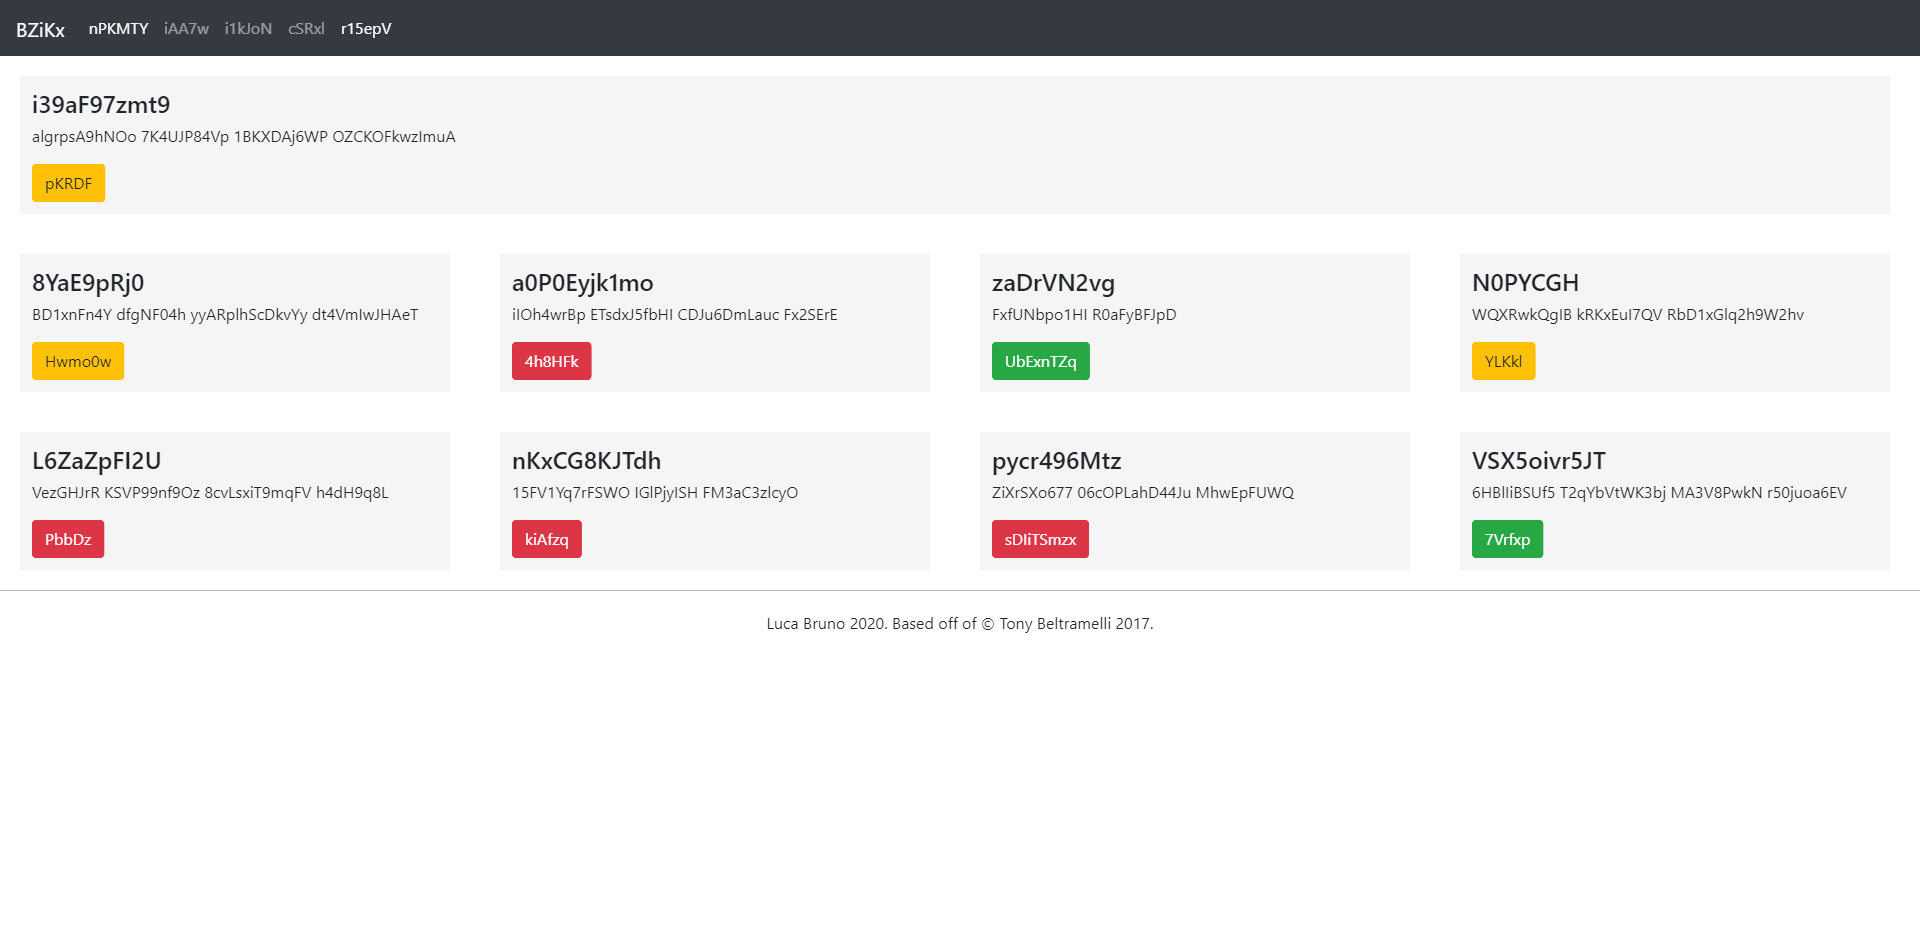 BZiKx nPKMTY iAA7w i1kJoN cSRxl r15epV
i39aF97zmt9
algrpsA9hNOo 7K4UJP84Vp 1BKXDAj6WP OZCKOFkwzImuA
pKRDF
8YaE9pRj0
BD1xnFn4Y dfgNF04h yyARplhScDkvYy dt4VmIwJHAeT
Hwmo0w
a0P0Eyjk1mo
iIOh4wrBp ETsdxJ5fbHI CDJu6DmLauc Fx2SErE
4h8HFk
zaDrVN2vg
FxfUNbpo1HI R0aFyBFJpD
UbExnTZq
N0PYCGH
WQXRwkQgIB kRKxEuI7QV RbD1xGlq2h9W2hv
YLKkl
L6ZaZpFI2U
VezGHJrR KSVP99nf9Oz 8cvLsxiT9mqFV h4dH9q8L
PbbDz
nKxCG8KJTdh
15FV1Yq7rFSWO IGlPjyISH FM3aC3zlcyO
kiAfzq
pycr496Mtz
ZiXrSXo677 06cOPLahD44Ju MhwEpFUWQ
sDIiTSmzx
VSX5oivr5JT
6HBlIiBSUf5 T2qYbVtWK3bj MA3V8PwkN r50juoa6EV
7Vrfxp
Luca Bruno 2020. Based off of © Tony Beltramelli 2017.